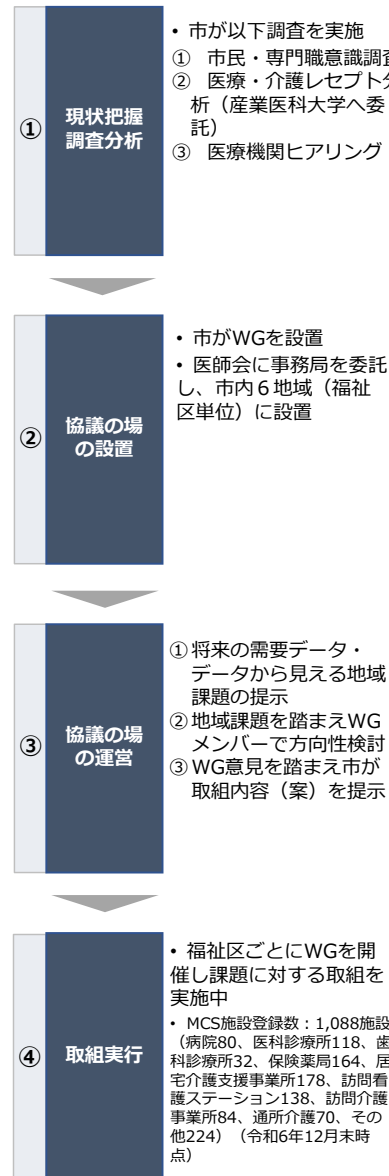 ①
現状把握
調査分析
• 市が以下調査を実施
① 市民・専門職意識調査
② 医療・介護レセプト分
析（産業医科大学へ委
託）
③ 医療機関ヒアリング
②
協議の場
の設置
• 市がWGを設置
• 医師会に事務局を委託
し、市内６地域（福祉
区単位）に設置
③
協議の場
の運営
①将来の需要データ・
データから見える地域
課題の提示
②地域課題を踏まえWG
メンバーで方向性検討
③WG意見を踏まえ市が
取組内容（案）を提示
④
取組実行
• 福祉区ごとにWGを開
催し課題に対する取組を
実施中
• MCS施設登録数：1,088施設
（病院80、医科診療所118、歯
科診療所32、保険薬局164、居
宅介護支援事業所178、訪問看
護ステーション138、訪問介護
事業所84、通所介護70、その
他224）（令和6年12月末時
点）